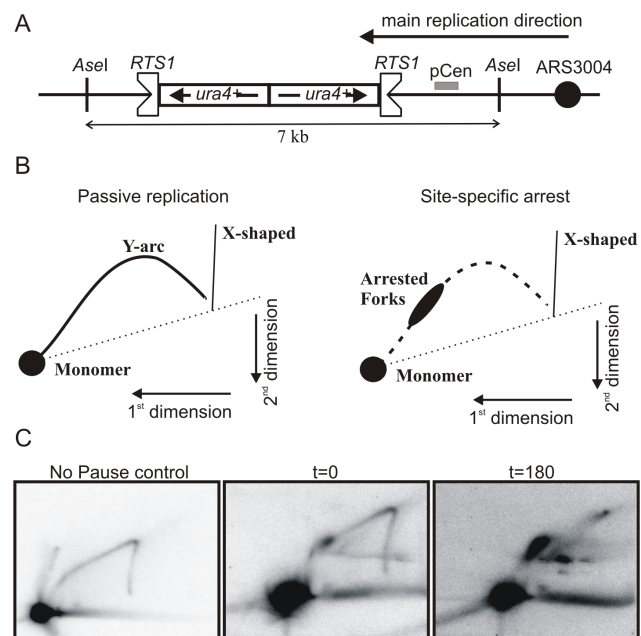 A
main replication direction
AseI RTS1 RTS1 pCen AseI ARS3004
ura4+ ura4+
7 kb
B
Passive replication Site-specific arrest
Y-arc X-shaped X-shaped
Arrested
Forks
Monomer Monomer
1st dimension 2nd dimension 1st dimension 2nd dimension
C
No Pause control t=0 t=180